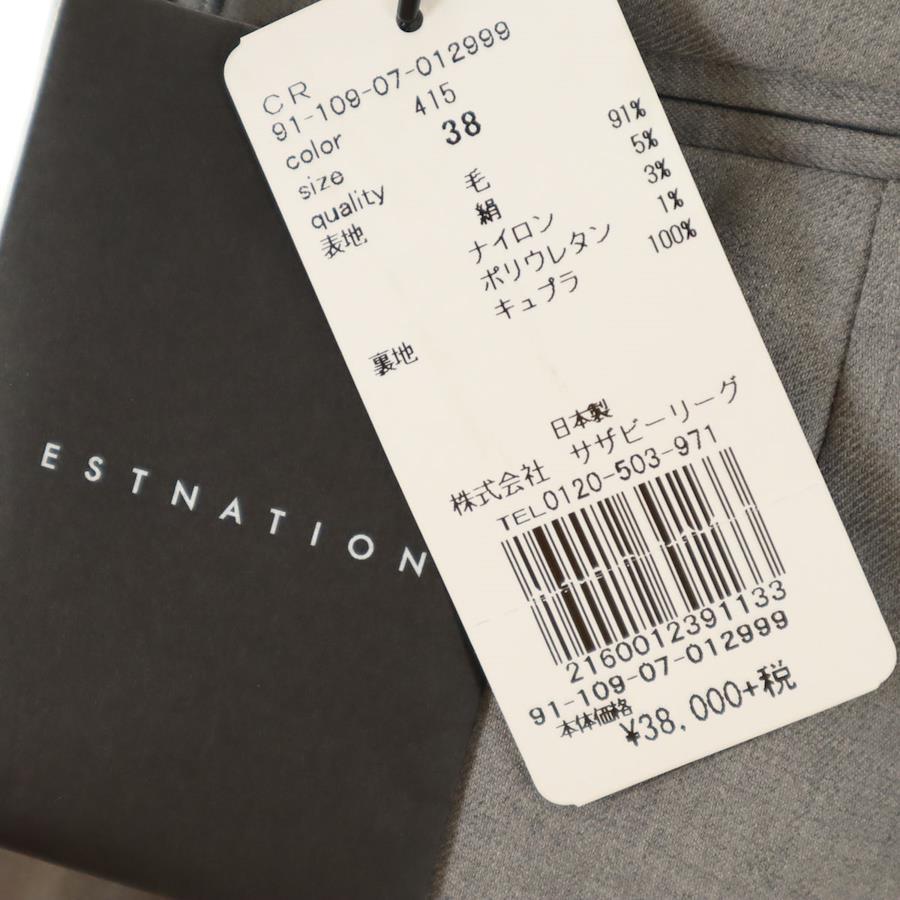 ESTNATION
CR
91-109-07-012999
color 415
size 38
quality
表地 毛 91%
絹 5%
ナイロン 3%
ポリウレタン 1%
キュプラ 100%
裏地
日本製
株式会社 サザビーリーグ
TEL0120-503-971
2160012391133
91-109-07-012999
本体価格
¥38,000+税